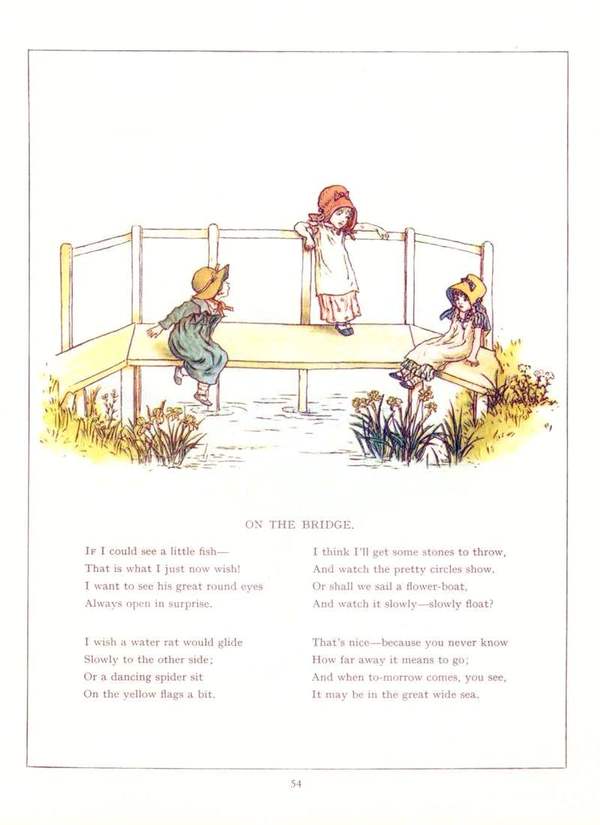 ON THE BRIDGE.
IF I could see a little fish—
That is what I just now wish!
I want to see his great round eyes
Always open in surprise.
I wish a water rat would glide
Slowly to the other side;
Or a dancing spider sit
On the yellow flags a bit.
I think I'll get some stones to throw,
And watch the pretty circles show.
Or shall we sail a flower-boat,
And watch it slowly—slowly float?
That's nice—because you never know
How far away it means to go;
And when to-morrow comes, you see,
It may be in the great wide sea.
54